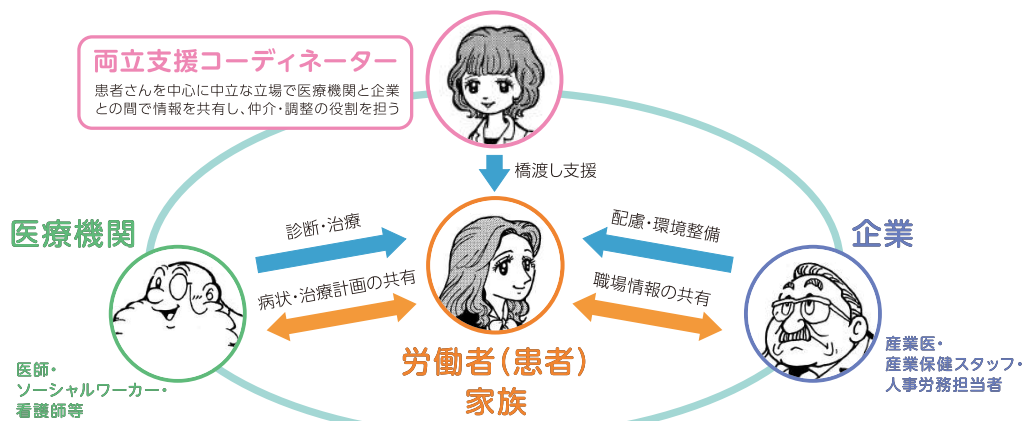 両立支援コーディネーター
患者さんを中心に中立な立場で医療機関と企業
との間で情報を共有し、仲介・調整の役割を担う
橋渡し支援
医療機関
診断・治療
配慮・環境整備
企業
病状・治療計画の共有
職場情報の共有
労働者(患者)
家族
医師・
ソーシャルワーカー・
看護師等
産業医・
産業保健スタッフ・
人事労務担当者